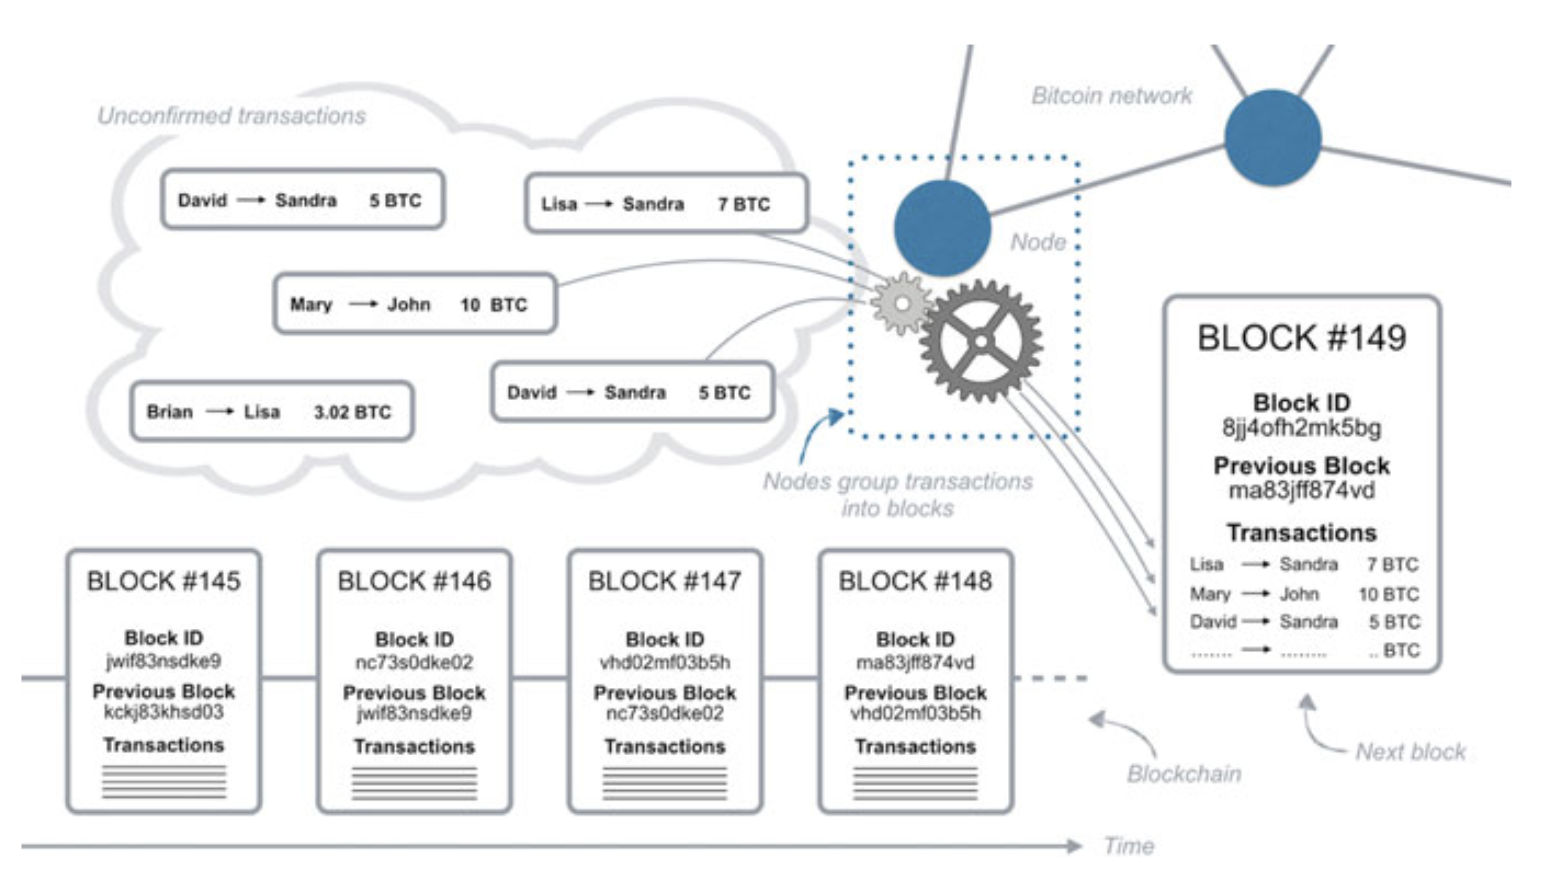 Unconfirmed transactions
Bitcoin network
David → Sandra 5 BTC
Lisa → Sandra 7 BTC
Node
Mary → John 10 BTC
David → Sandra 5 BTC
Brian → Lisa 3.02 BTC
Nodes group transactions
into blocks
BLOCK #149
Block ID
8jj4ofh2mk5bg
Previous Block
ma83jff874vd
Transactions
Lisa → Sandra 7 BTC
Mary → John 10 BTC
David → Sandra 5 BTC
....... → ........ .. BTC
Next block
BLOCK #145
Block ID
jwif83nsdke9
Previous Block
kckj83khsd03
Transactions
BLOCK #146
Block ID
nc73s0dke02
Previous Block
jwif83nsdke9
Transactions
BLOCK #147
Block ID
vhd02mf03b5h
Previous Block
nc73s0dke02
Transactions
BLOCK #148
Block ID
ma83jff874vd
Previous Block
vhd02mf03b5h
Transactions
Blockchain
Time